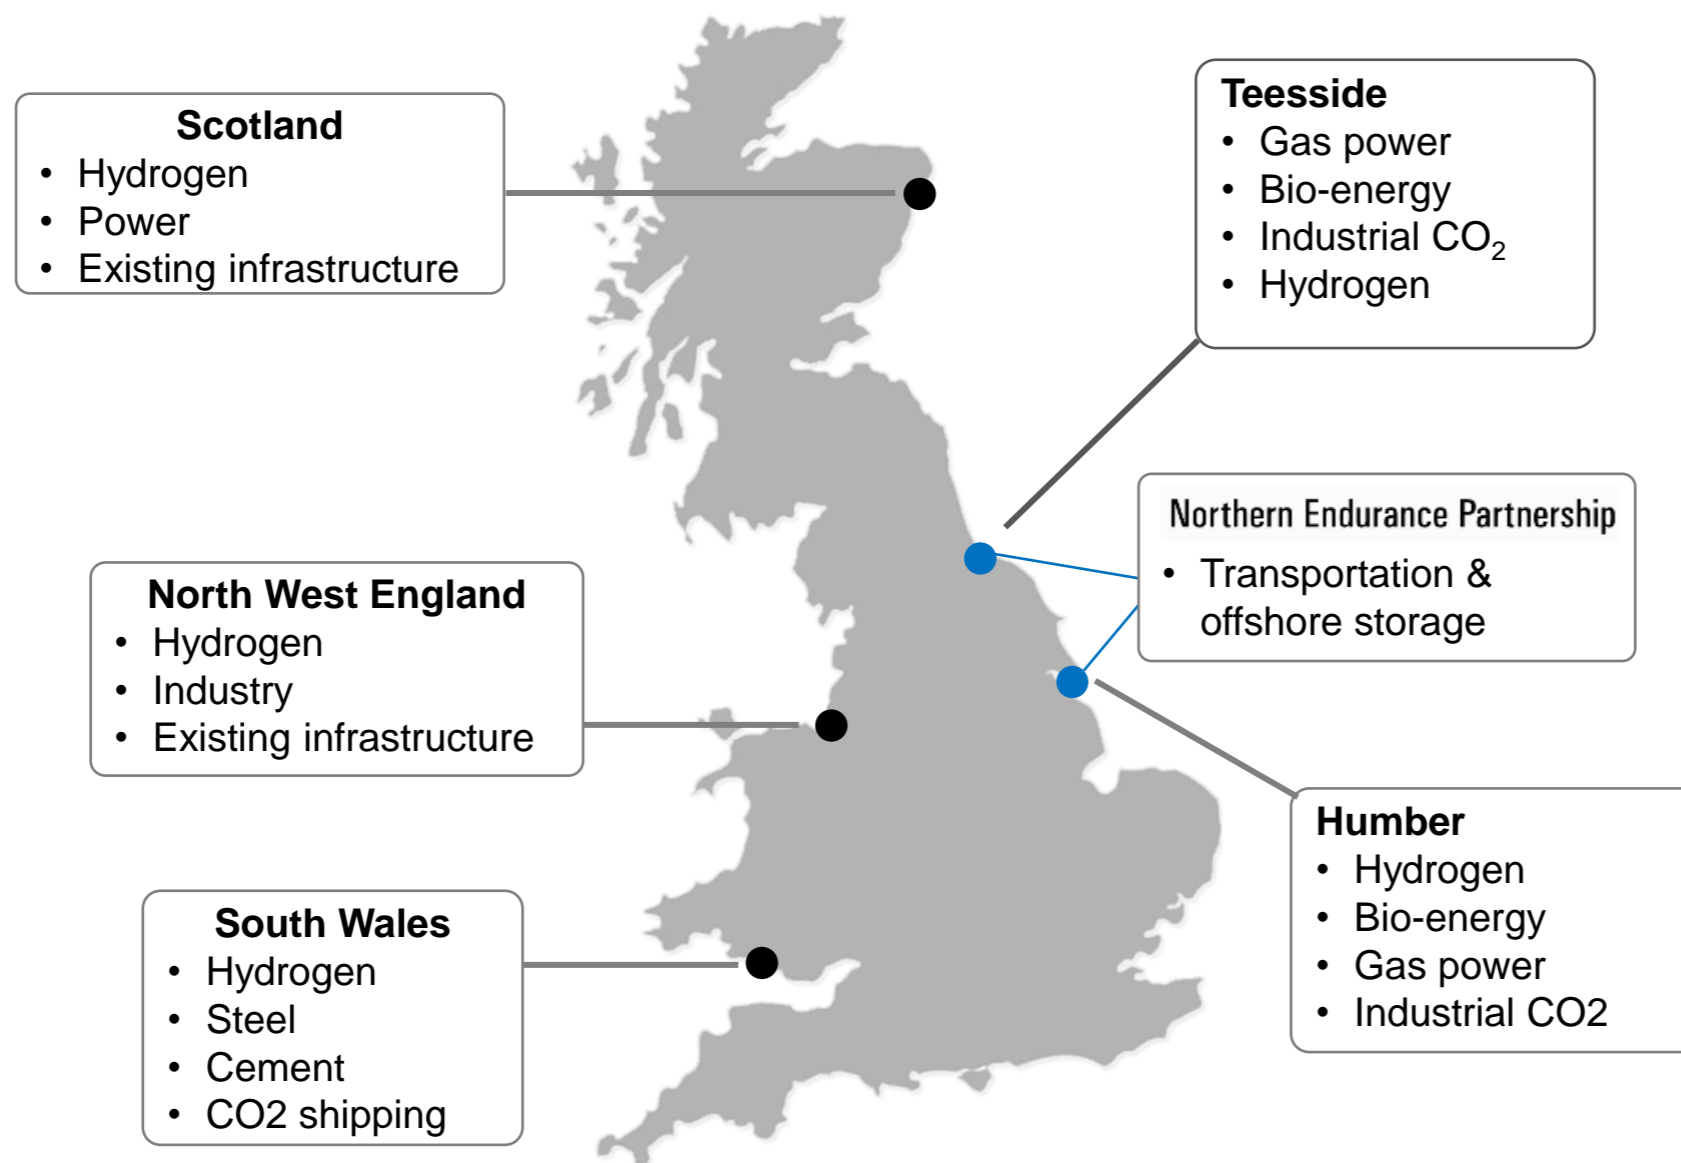 Scotland
• Hydrogen
• Power
• Existing infrastructure
Teesside
• Gas power
• Bio-energy
• Industrial CO₂
• Hydrogen
Northern Endurance Partnership
• Transportation &
offshore storage
North West England
• Hydrogen
• Industry
• Existing infrastructure
Humber
• Hydrogen
• Bio-energy
• Gas power
• Industrial CO2
South Wales
• Hydrogen
• Steel
• Cement
• CO2 shipping